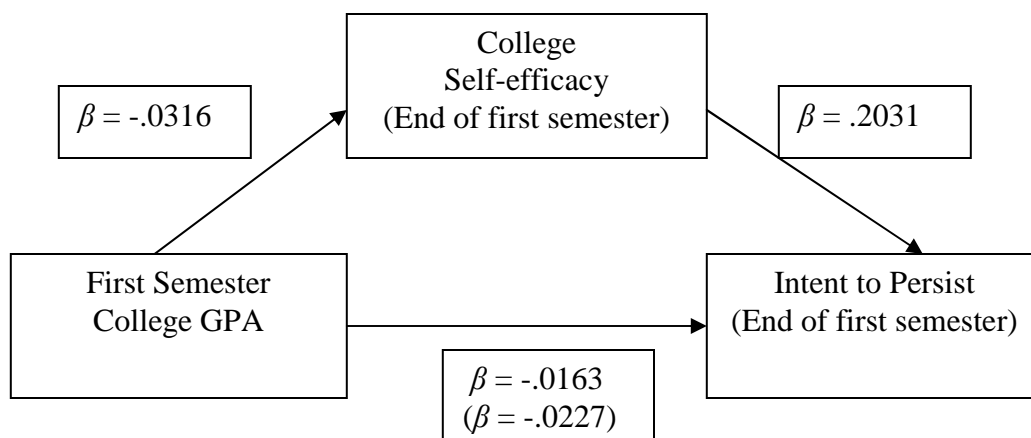 College
Self-efficacy
(End of first semester)
β = -.0316
β = .2031
First Semester
College GPA
Intent to Persist
(End of first semester)
β = -.0163
(β = -.0227)